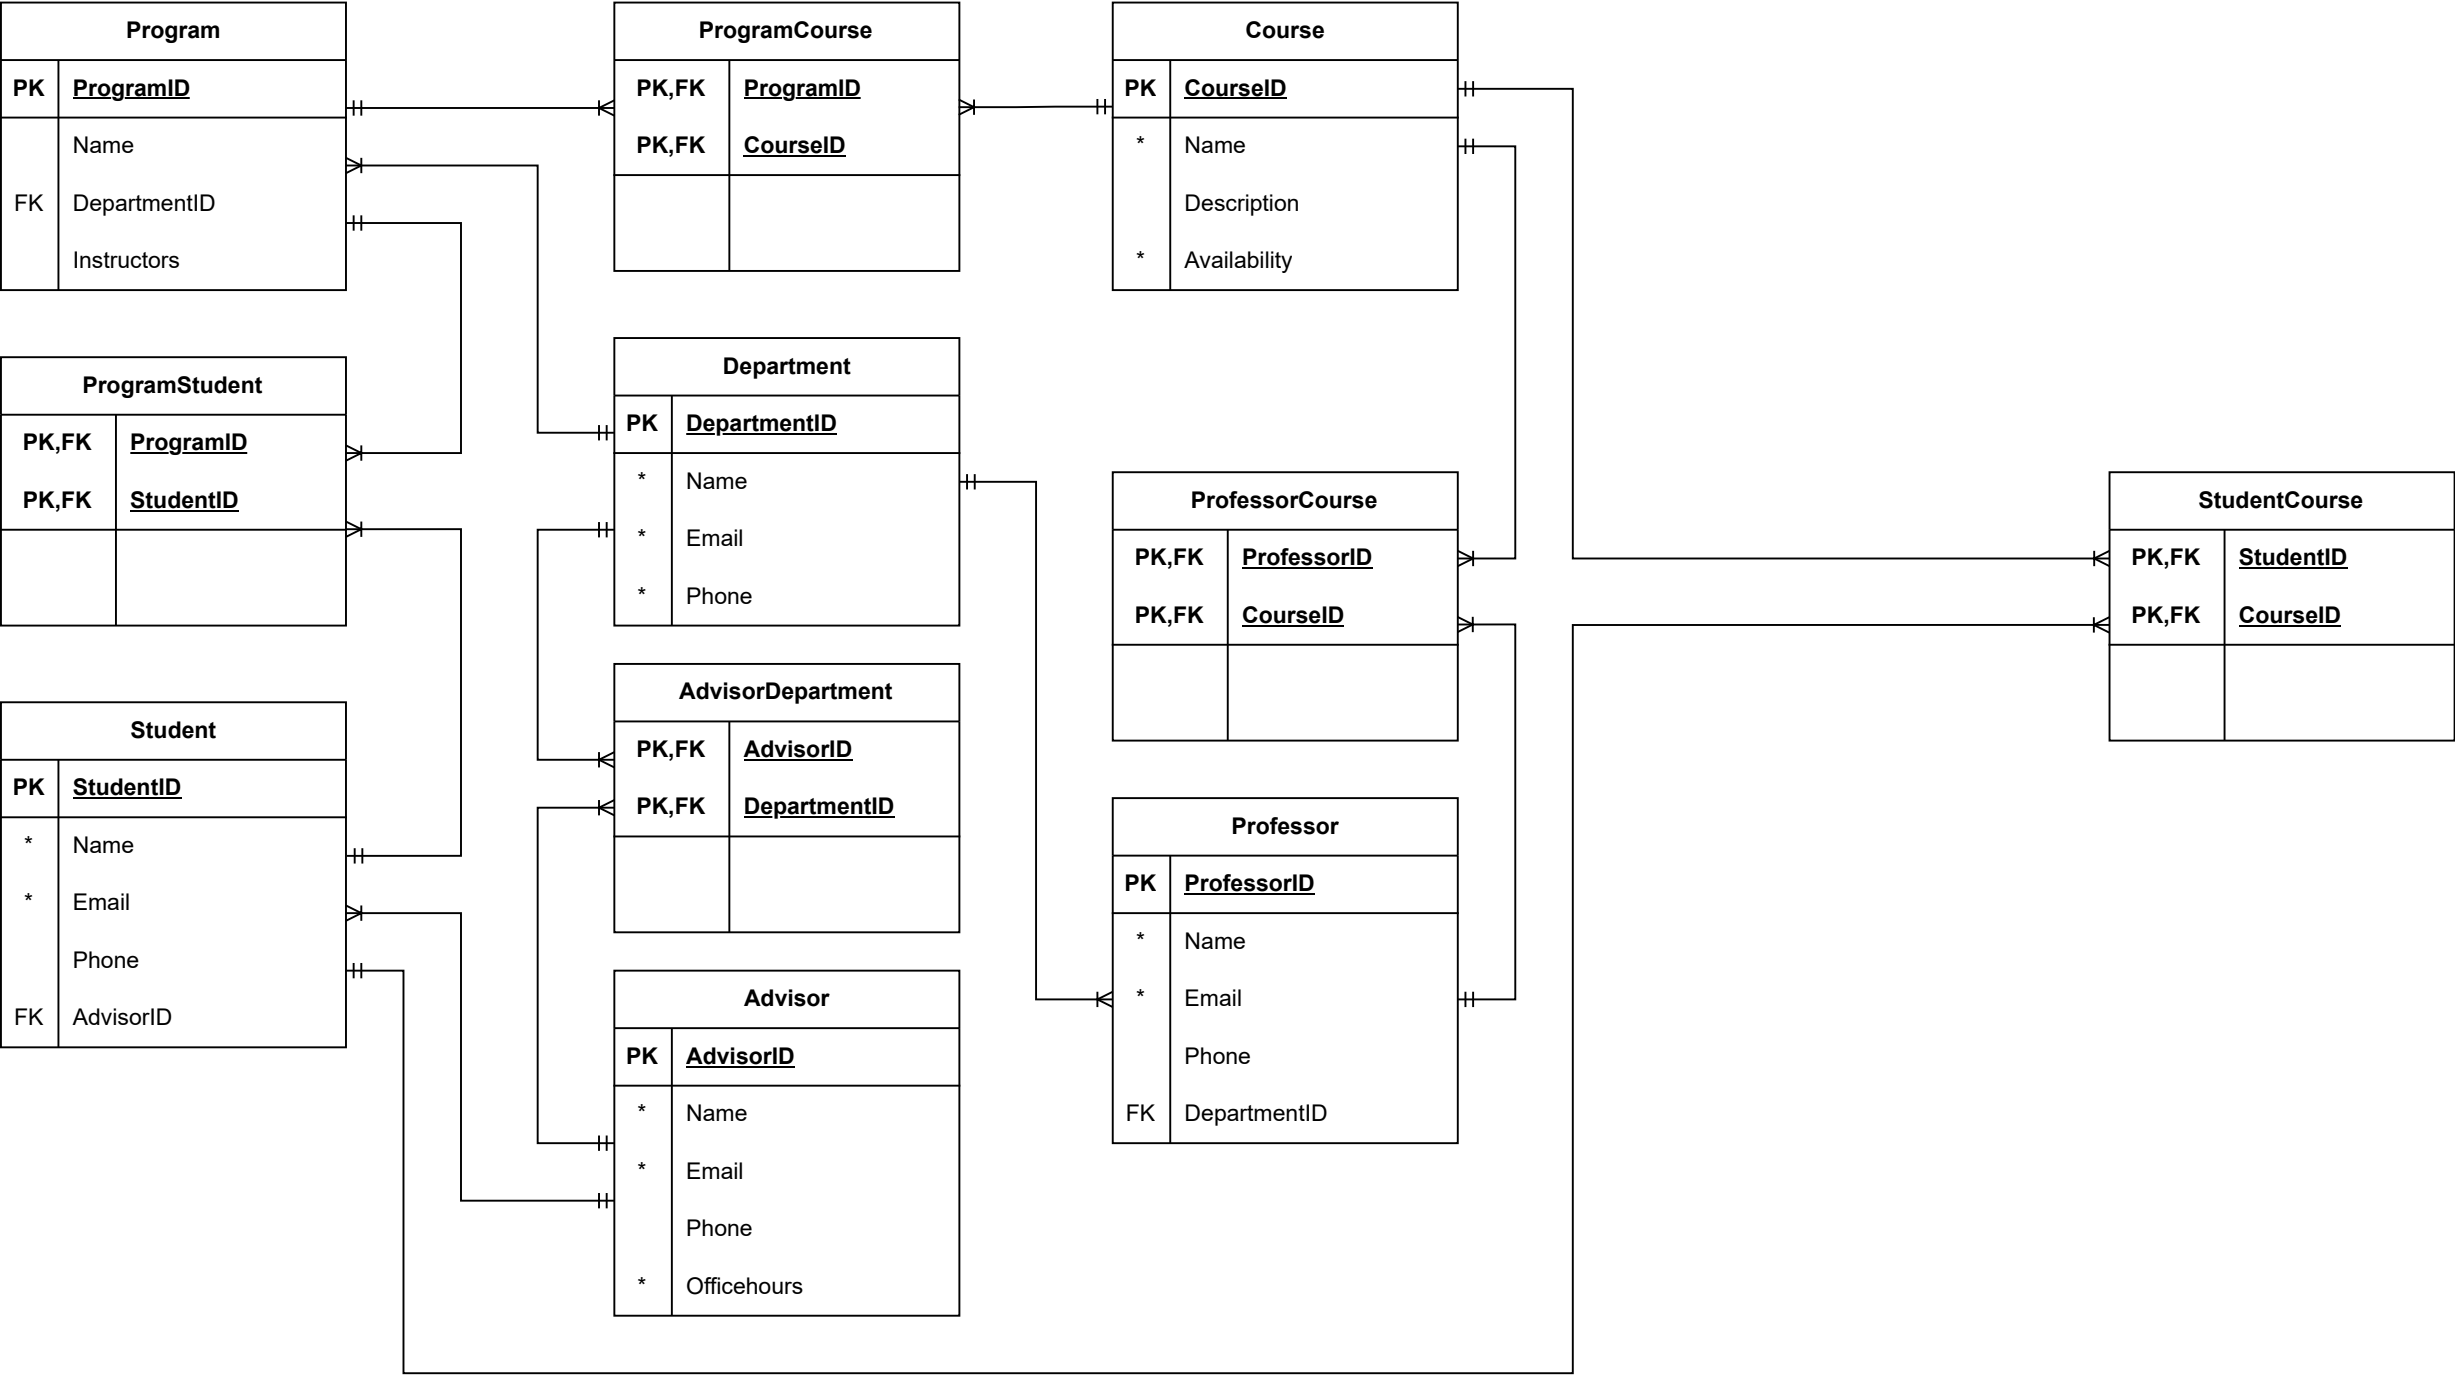 Program
PK ProgramID
Name
FK DepartmentID
Instructors
ProgramCourse
PK,FK ProgramID
PK,FK CourseID
Course
PK CourseID
* Name
Description
* Availability
ProgramStudent
PK,FK ProgramID
PK,FK StudentID
Department
PK DepartmentID
* Name
* Email
* Phone
ProfessorCourse
PK,FK ProfessorID
PK,FK CourseID
StudentCourse
PK,FK StudentID
PK,FK CourseID
Student
PK StudentID
* Name
* Email
Phone
FK AdvisorID
AdvisorDepartment
PK,FK AdvisorID
PK,FK DepartmentID
Professor
PK ProfessorID
* Name
* Email
Phone
FK DepartmentID
Advisor
PK AdvisorID
* Name
* Email
Phone
* Officehours